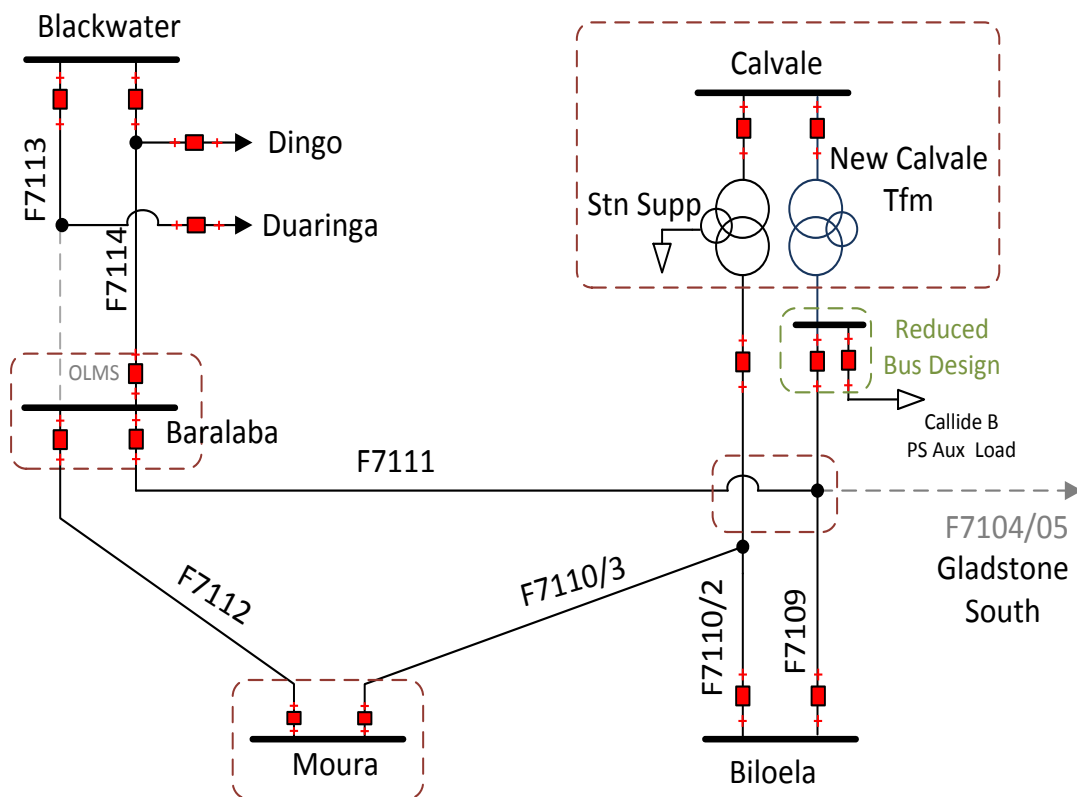 Blackwater
Calvale
Dingo
New Calvale
Tfm
F7113
Stn Supp
Duaringa
F7114
Reduced
Bus Design
OLMS
Baralaba
Callide B
PS Aux Load
F7111
F7104/05
Gladstone
South
F7112
F7110/3
F7110/2
F7109
Moura
Biloela